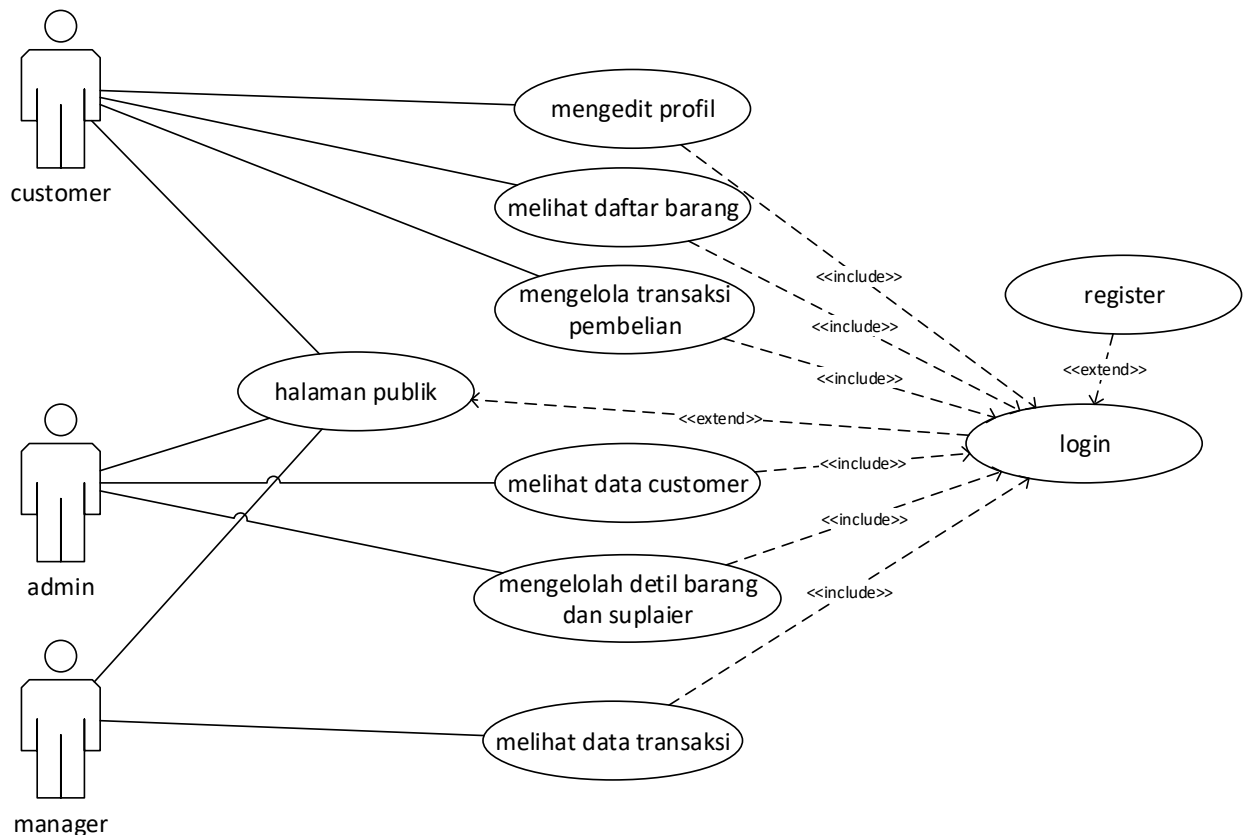 customer
mengedit profil
melihat daftar barang
<<include>>
register
mengelola transaksi
pembelian
<<include>>
<<extend>>
<<include>>
halaman publik
<<extend>>
login
<<include>>
melihat data customer
<<include>>
admin
mengelolah detil barang
dan suplaier
<<include>>
melihat data transaksi
manager